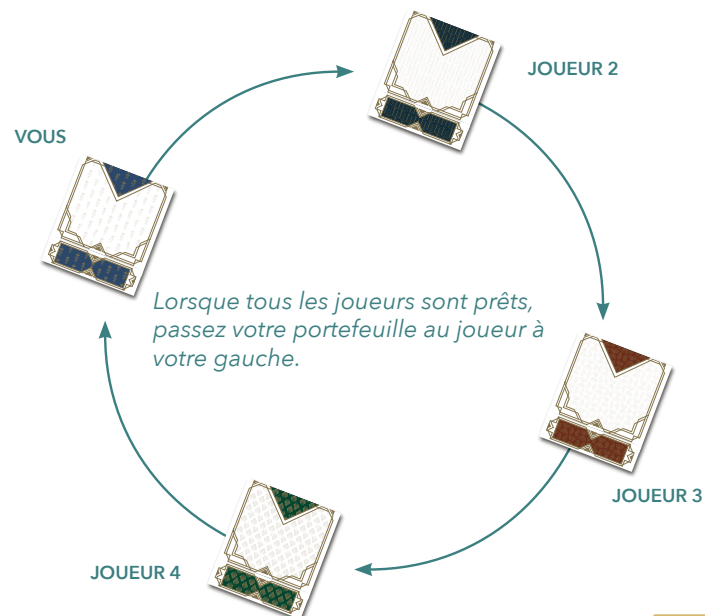 JOUEUR 2
VOUS
Lorsque tous les joueurs sont prêts,
passez votre portefeuille au joueur à
votre gauche.
JOUEUR 3
JOUEUR 4